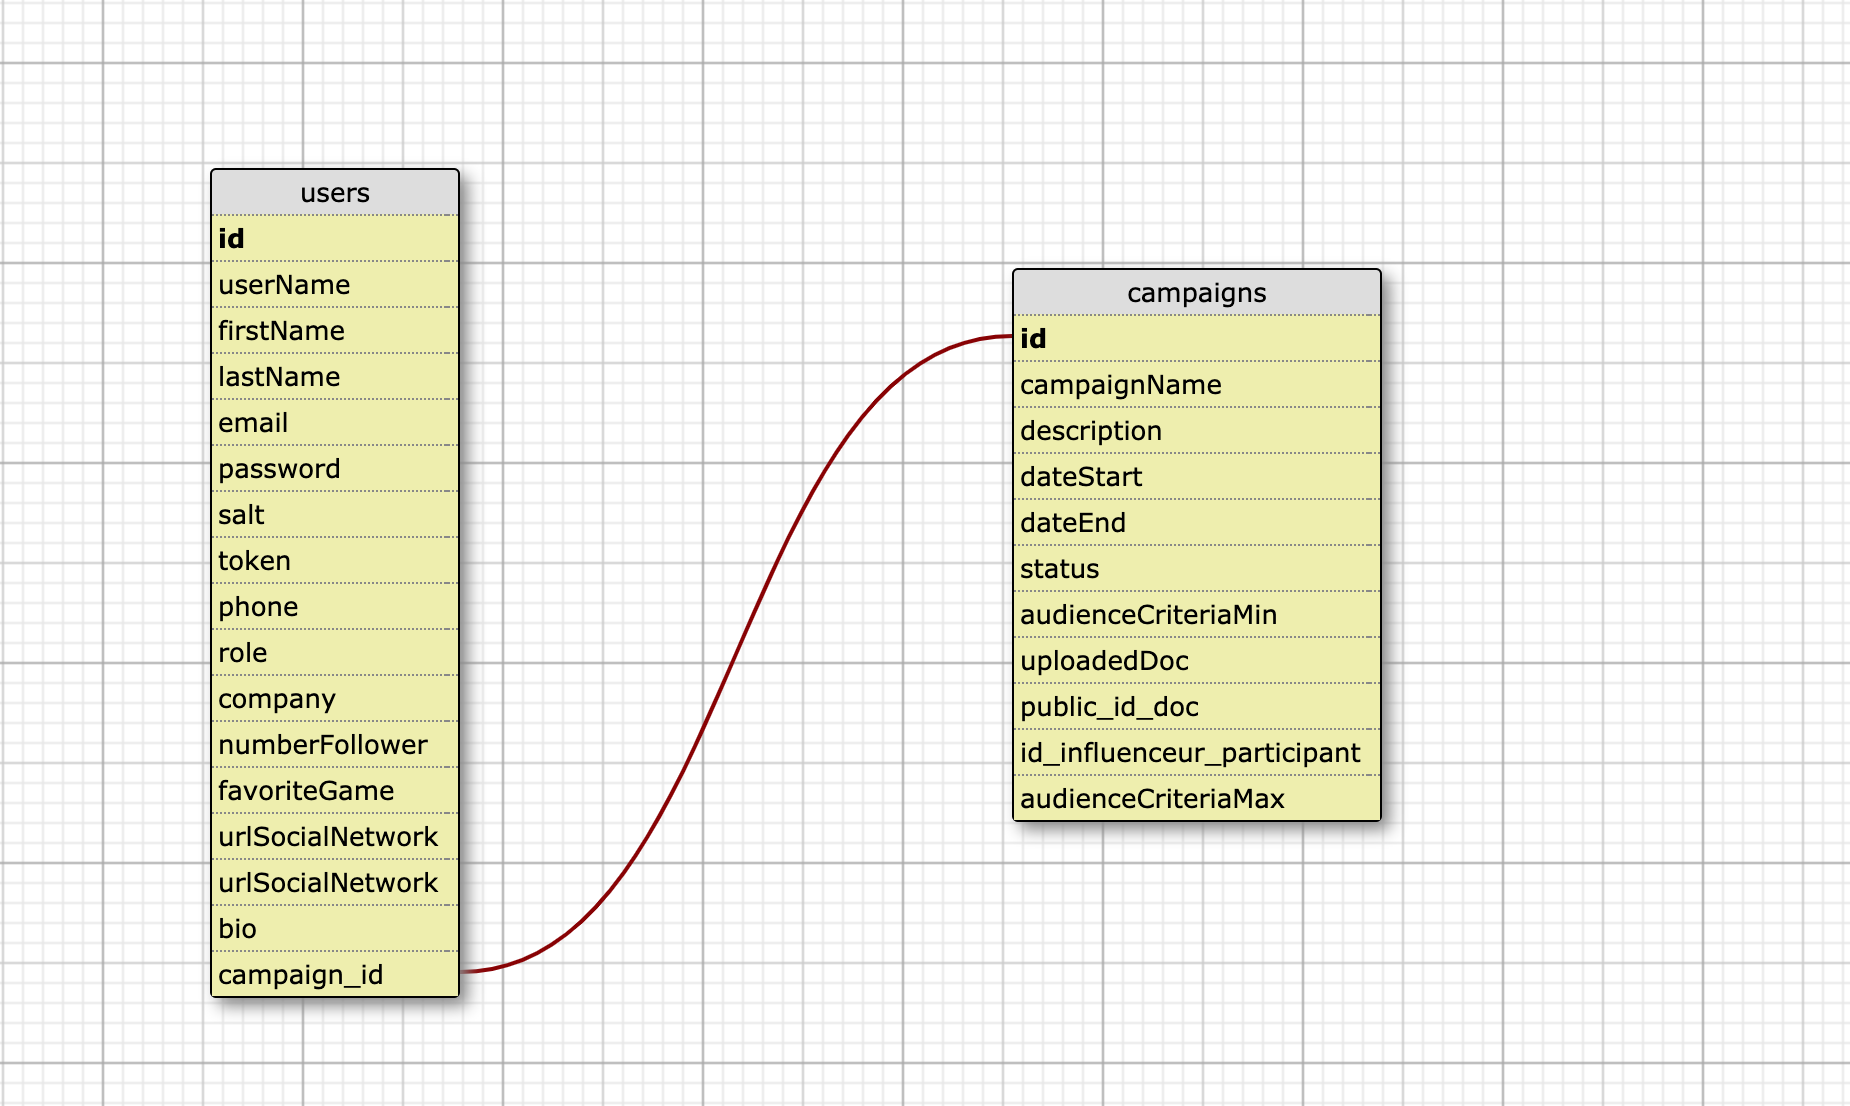 users
id
userName
firstName
lastName
email
password
salt
token
phone
role
company
numberFollower
favoriteGame
urlSocialNetwork
urlSocialNetwork
bio
campaign_id
campaigns
id
campaignName
description
dateStart
dateEnd
status
audienceCriteriaMin
uploadedDoc
public_id_doc
id_influenceur_participant
audienceCriteriaMax